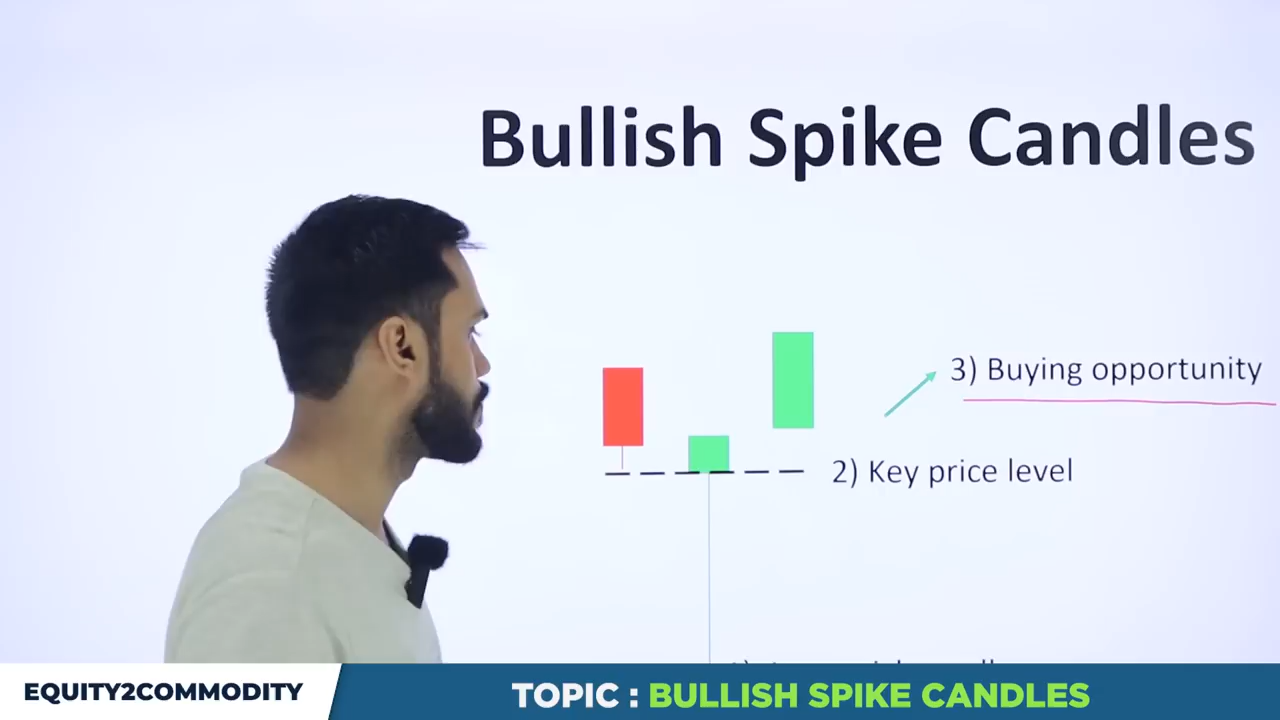 Bullish Spike Candles
3) Buying opportunity
2) Key price level
EQUITY2COMMODITY
TOPIC : BULLISH SPIKE CANDLES